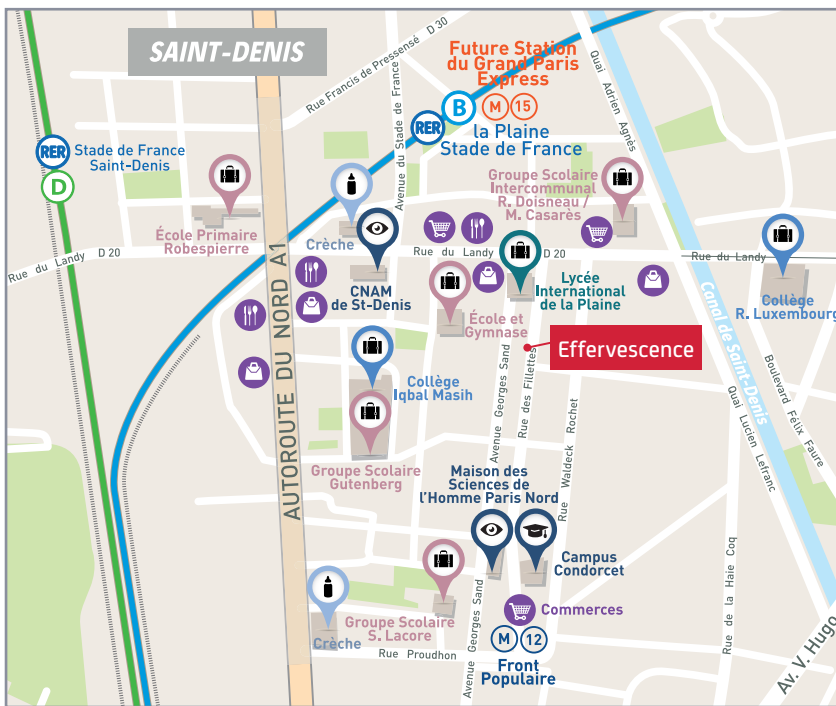 SAINT-DENIS
Rue Francis de Pressensé
D 30
Future Station
du Grand Paris
Express
B
M
15
RER
la Plaine
Stade de France
Quai Adrien Agnès
RER
Stade de France
Saint-Denis
D
Avenue du Stade de France
Groupe Scolaire
Intercommunal
R. Doisneau /
M. Casarès
École Primaire
Robespierre
Crèche
Rue du Landy
D 20
Rue du Landy
D 20
Rue du Landy
CNAM
de St-Denis
Lycée
International
de la Plaine
Collège
R. Luxembourg
École et
Gymnase
Canal de Saint-Denis
AUTOROUTE DU NORD A1
Effervescence
Avenue Georges Sand
Rue des Fillettes
Collège
Iqbal Masih
Boulevard Félix Faure
Quai Lucien Lefranc
Rue Waldeck Rochet
Groupe Scolaire
Gutenberg
Maison des
Sciences de
l'Homme Paris Nord
Campus
Condorcet
Rue de la Haie Coq
Avenue Georges Sand
Commerces
Groupe Scolaire
S. Lacore
Crèche
M
12
Front
Populaire
Rue Proudhon
Av. V. Hugo